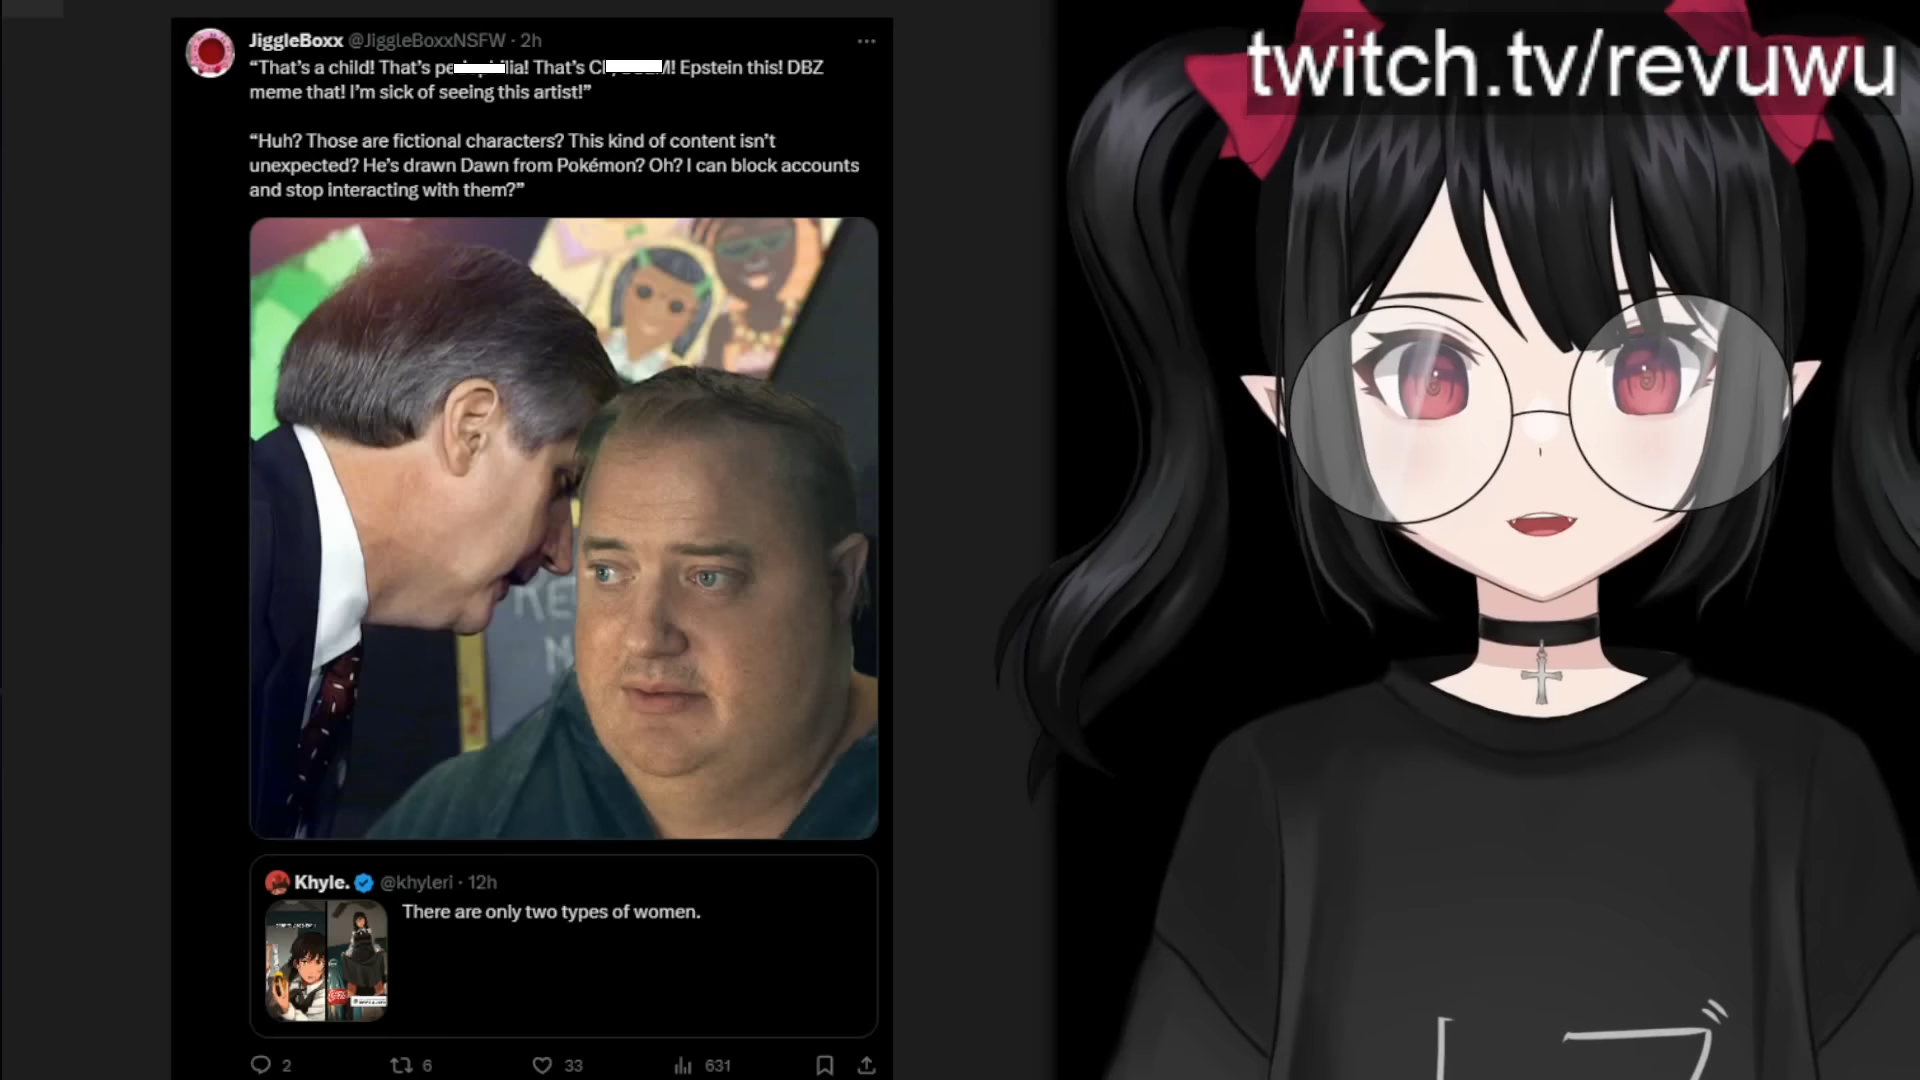 twitch.tv/revuwu
JiggleBoxx @JiggleBoxxNSFW · 2h
“That’s a child! That’s pe lia! That’s C M! Epstein this! DBZ
meme that! I’m sick of seeing this artist!”
“Huh? Those are fictional characters? This kind of content isn’t
unexpected? He’s drawn Dawn from Pokémon? Oh? I can block accounts
and stop interacting with them?”
Khyle. @khyleri · 12h
There are only two types of women.
2 6 33 631